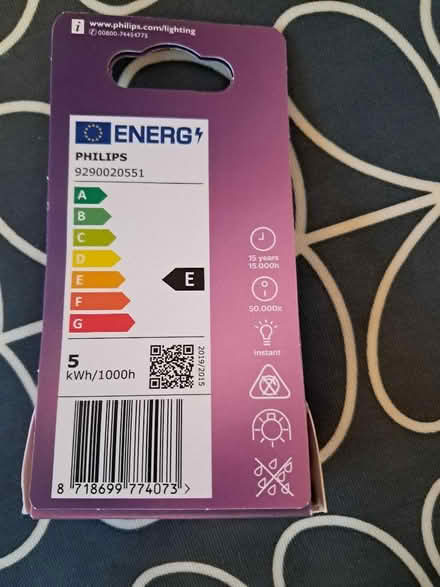 i www.philips.com/lighting
✆ 00800-74454775
ENERG
PHILIPS
9290020551
A
B
C
D
E
F
G
E
5
kWh/1000h
2019/2015
8 718699 774073 >
15 years
15.000h
50.000x
instant